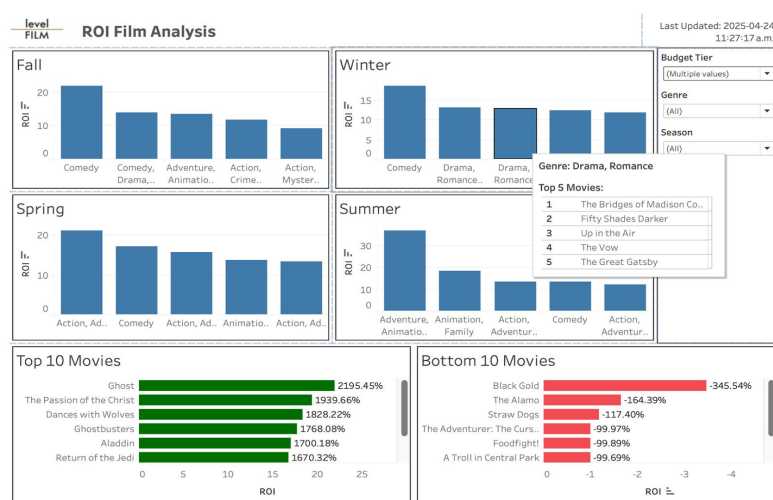 level
FILM
ROI Film Analysis
Last Updated: 2025-04-24
11:27:17 a.m.
Fall
ROI
20
10
0
Comedy
Comedy, Drama,..
Adventure, Animatio..
Action, Crime..
Action, Myster..
Winter
ROI
15
10
5
0
Comedy
Drama, Romance..
Drama, Romance
Budget Tier
(Multiple values)
Genre
(All)
Season
(All)
Genre: Drama, Romance
Top 5 Movies:
1 The Bridges of Madison Co..
2 Fifty Shades Darker
3 Up in the Air
4 The Vow
5 The Great Gatsby
Spring
ROI
20
10
0
Action, Ad..
Comedy
Action, Ad..
Animatio..
Action, Ad..
Summer
ROI
30
20
10
0
Adventure, Animatio..
Animation, Family
Action, Adventur..
Comedy
Action, Adventur..
Top 10 Movies
Ghost 2195.45%
The Passion of the Christ 1939.66%
Dances with Wolves 1828.22%
Ghostbusters 1768.08%
Aladdin 1700.18%
Return of the Jedi 1670.32%
0 5 10 15 20 25
ROI
Bottom 10 Movies
Black Gold -345.54%
The Alamo -164.39%
Straw Dogs -117.40%
The Adventurer: The Curs.. -99.97%
Foodfight! -99.89%
A Troll in Central Park -99.69%
0 -1 -2 -3 -4
ROI